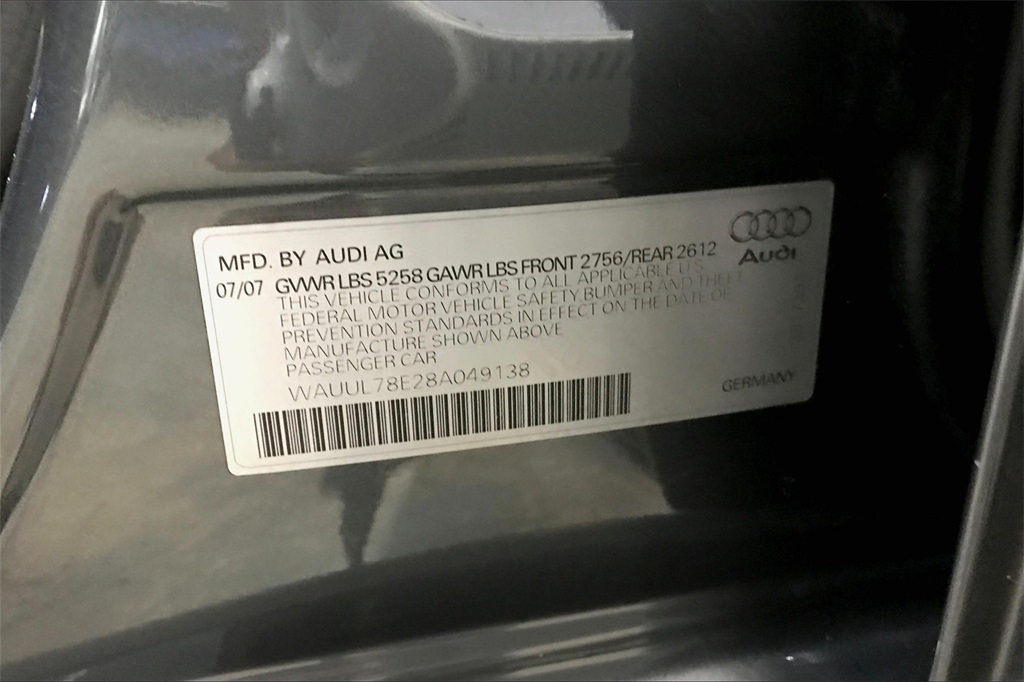 MFD. BY AUDI AG
07/07 GVWR LBS 5258 GAWR LBS FRONT 2756/REAR 2612
THIS VEHICLE CONFORMS TO ALL APPLICABLE U.S.
FEDERAL MOTOR VEHICLE SAFETY BUMPER AND THEFT
PREVENTION STANDARDS IN EFFECT ON THE DATE OF
MANUFACTURE SHOWN ABOVE
PASSENGER CAR
WAUUL78E28A049138
Audi
GERMANY